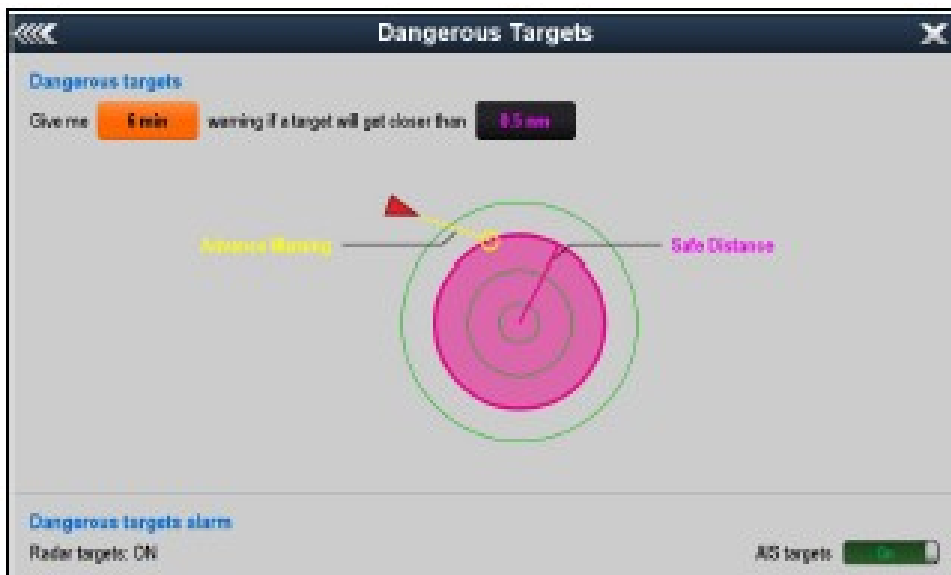 Dangerous Targets
Dangerous targets
Give me 6 min warning if a target will get closer than 0.5 nm
Advance Warning
Safe Distance
Dangerous targets alarm
Radar targets: ON
AIS targets On